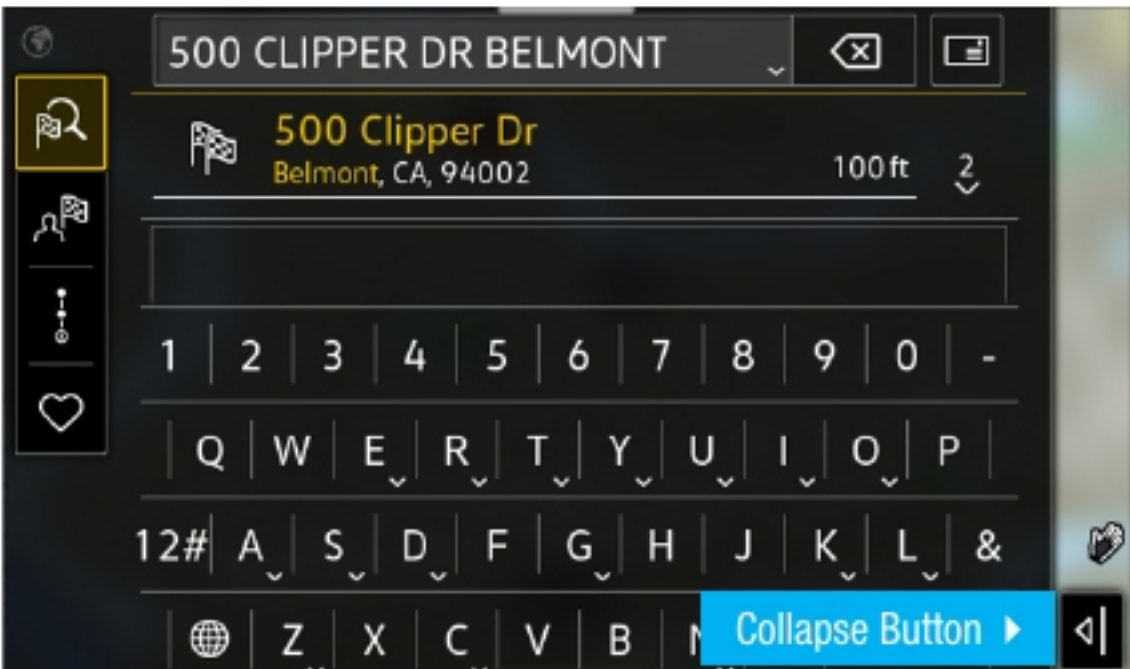 500 CLIPPER DR BELMONT
500 Clipper Dr
Belmont, CA, 94002
100 ft
2
1 2 3 4 5 6 7 8 9 0 -
Q W E R T Y U I O P
12# A S D F G H J K L &
Z X C V B
Collapse Button